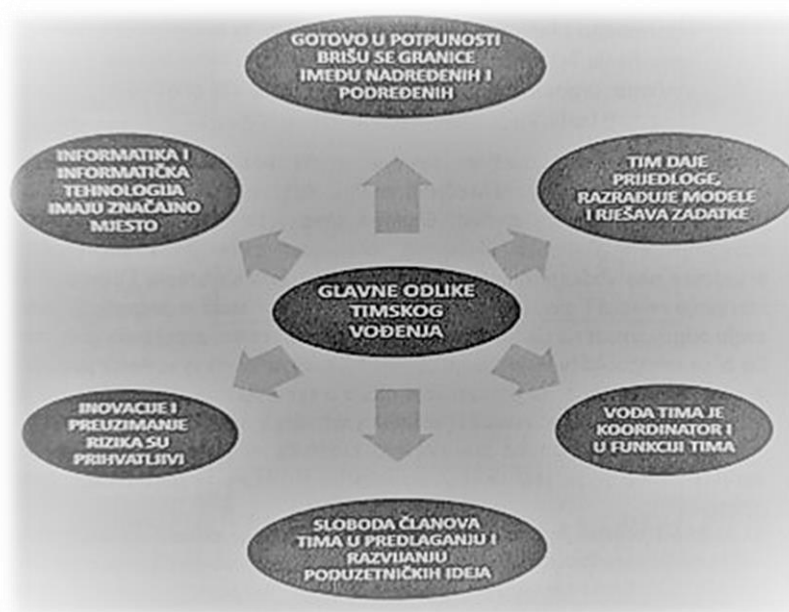 GOTOVO U POTPUNOSTI
BRIŠU SE GRANICE
IMEĐU NADREĐENIH I
PODREĐENIH
TIM DAJE
PRIJEDLOGE,
RAZRAĐUJE MODELE
I RJEŠAVA ZADATKE
VOĐA TIMA JE
KOORDINATOR I
U FUNKCIJI TIMA
SLOBODA ČLANOVA
TIMA U PREDLAGANJU I
RAZVIJANJU
PODUZETNIČKIH IDEJA
INOVACIJE I
PREUZIMANJE
RIZIKA SU
PRIHVATLJIVI
INFORMATIKA I
INFORMATIČKA
TEHNOLOGIJA
IMAJU ZNAČAJNO
MJESTO
GLAVNE ODLIKE
TIMSKOG
VOĐENJA